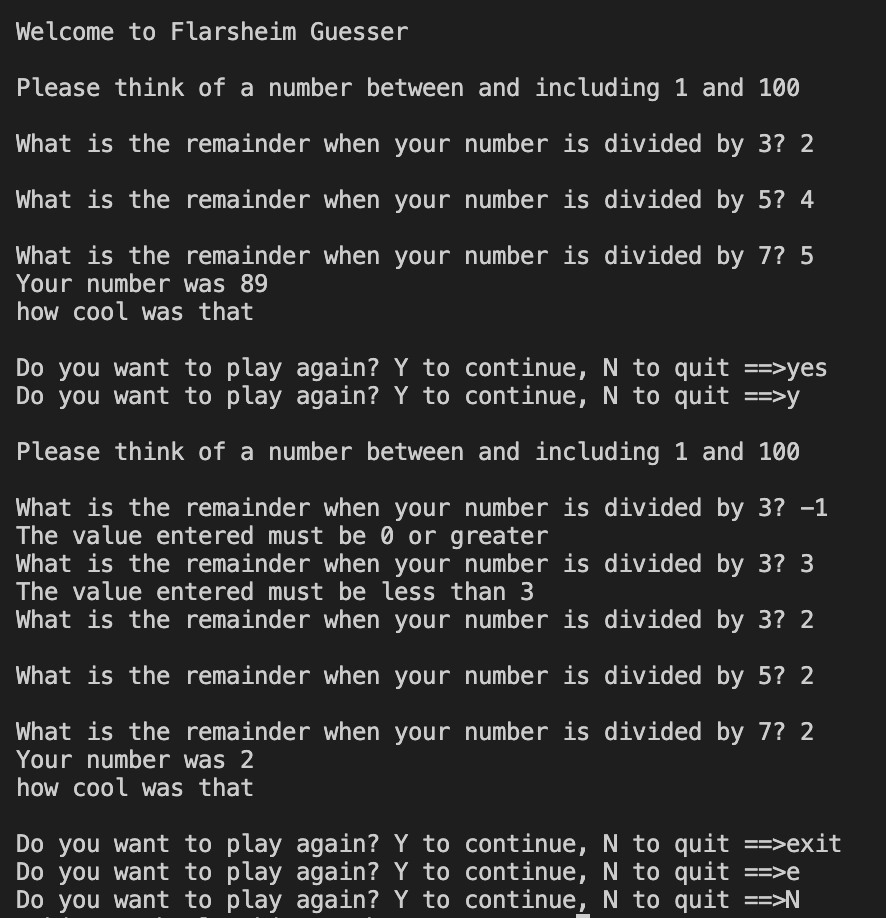 Welcome to Flarsheim Guesser
Please think of a number between and including 1 and 100
What is the remainder when your number is divided by 3? 2
What is the remainder when your number is divided by 5? 4
What is the remainder when your number is divided by 7? 5
Your number was 89
how cool was that
Do you want to play again? Y to continue, N to quit ==>yes
Do you want to play again? Y to continue, N to quit ==>y
Please think of a number between and including 1 and 100
What is the remainder when your number is divided by 3? -1
The value entered must be 0 or greater
What is the remainder when your number is divided by 3? 3
The value entered must be less than 3
What is the remainder when your number is divided by 3? 2
What is the remainder when your number is divided by 5? 2
What is the remainder when your number is divided by 7? 2
Your number was 2
how cool was that
Do you want to play again? Y to continue, N to quit ==>exit
Do you want to play again? Y to continue, N to quit ==>e
Do you want to play again? Y to continue, N to quit ==>N